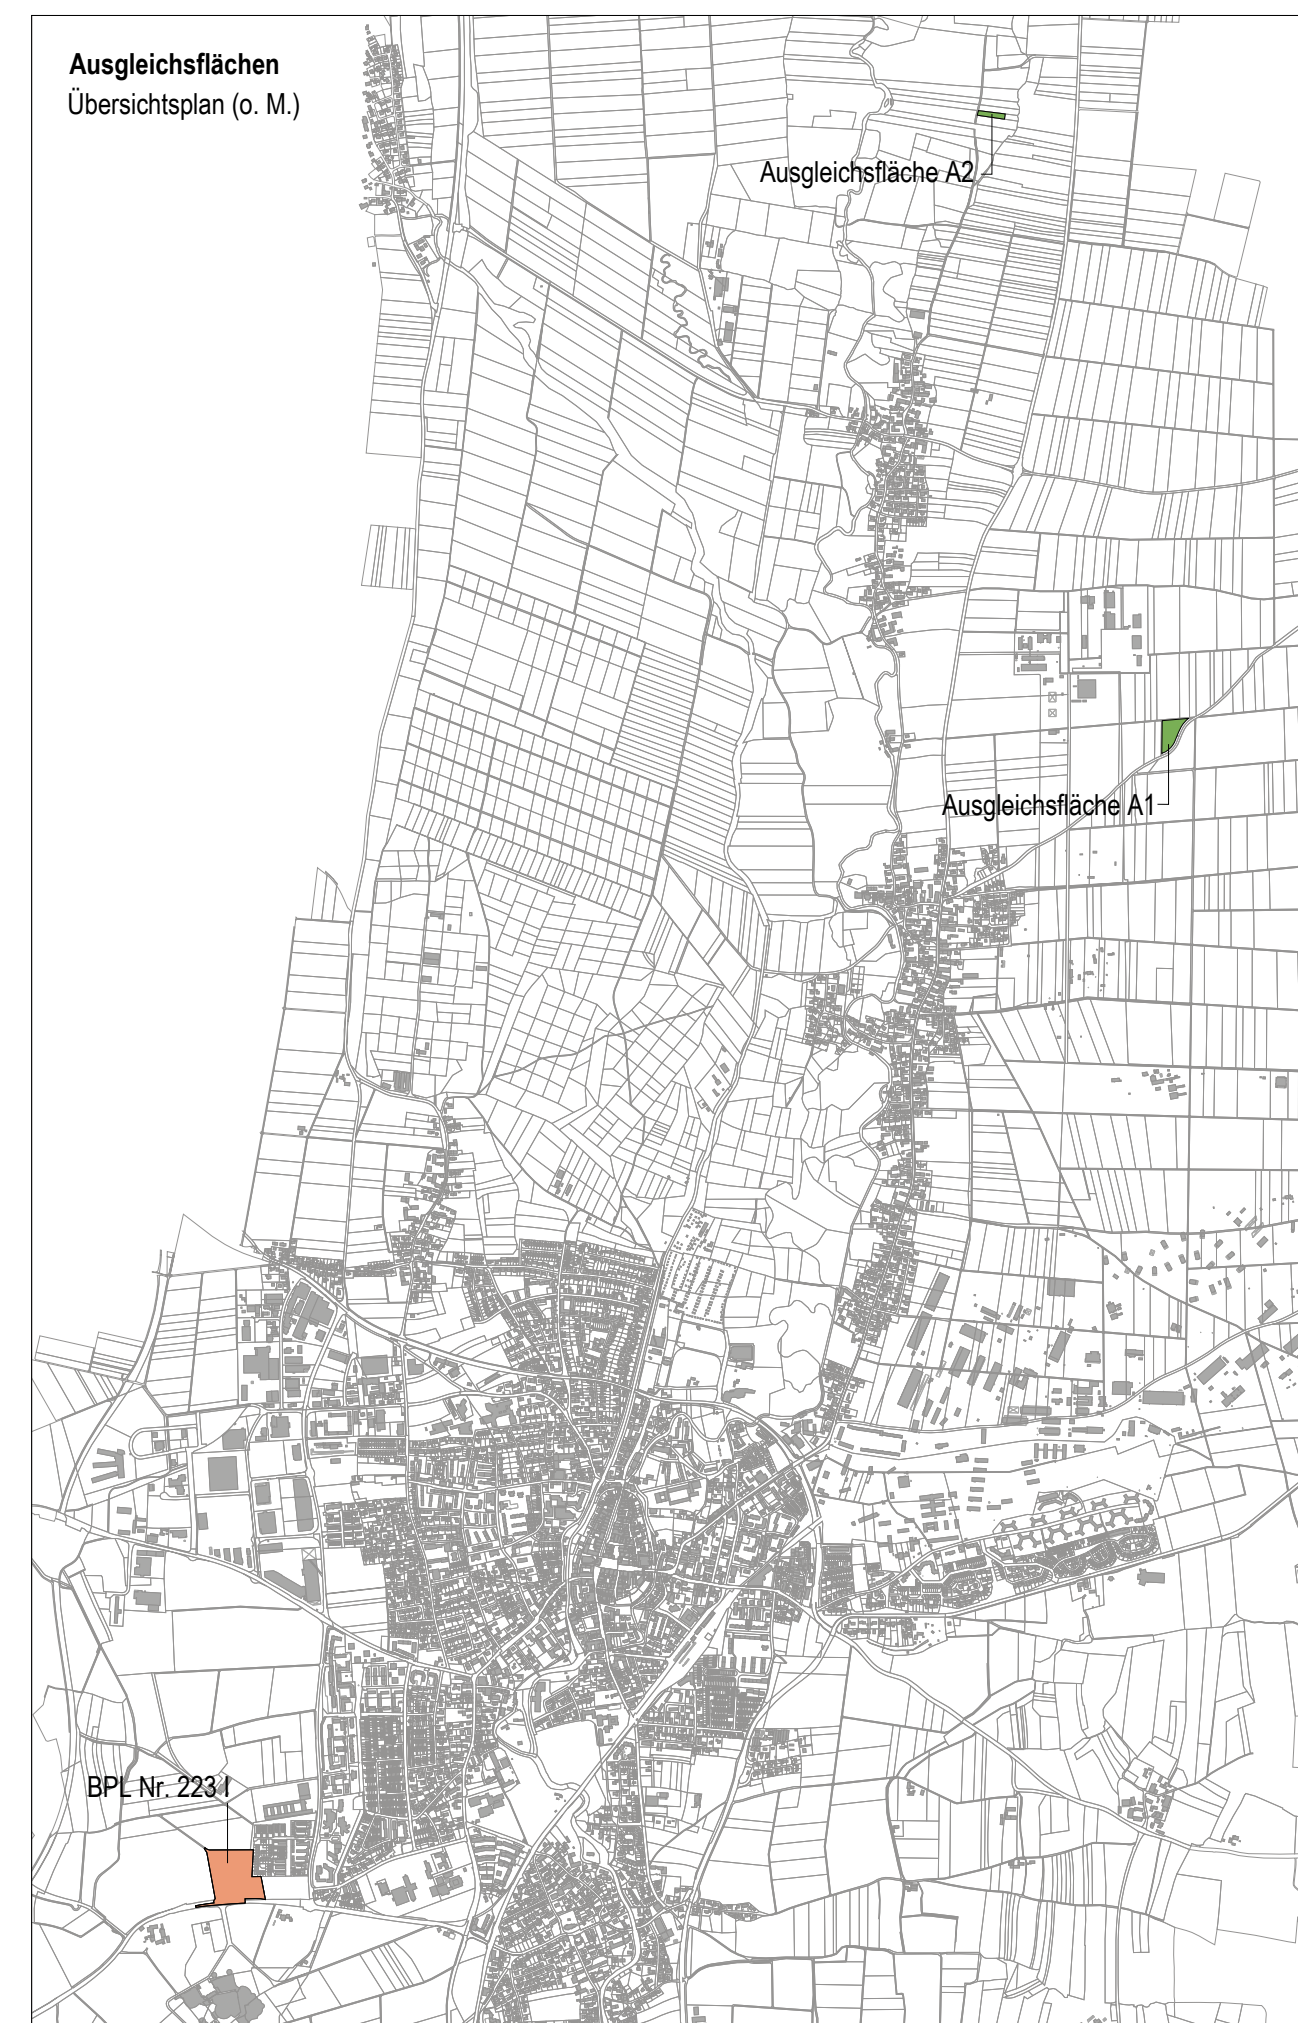 Ausgleichsflächen
Übersichtsplan (o. M.)
Ausgleichsfläche A2
Ausgleichsfläche A1
BPL Nr. 223 I